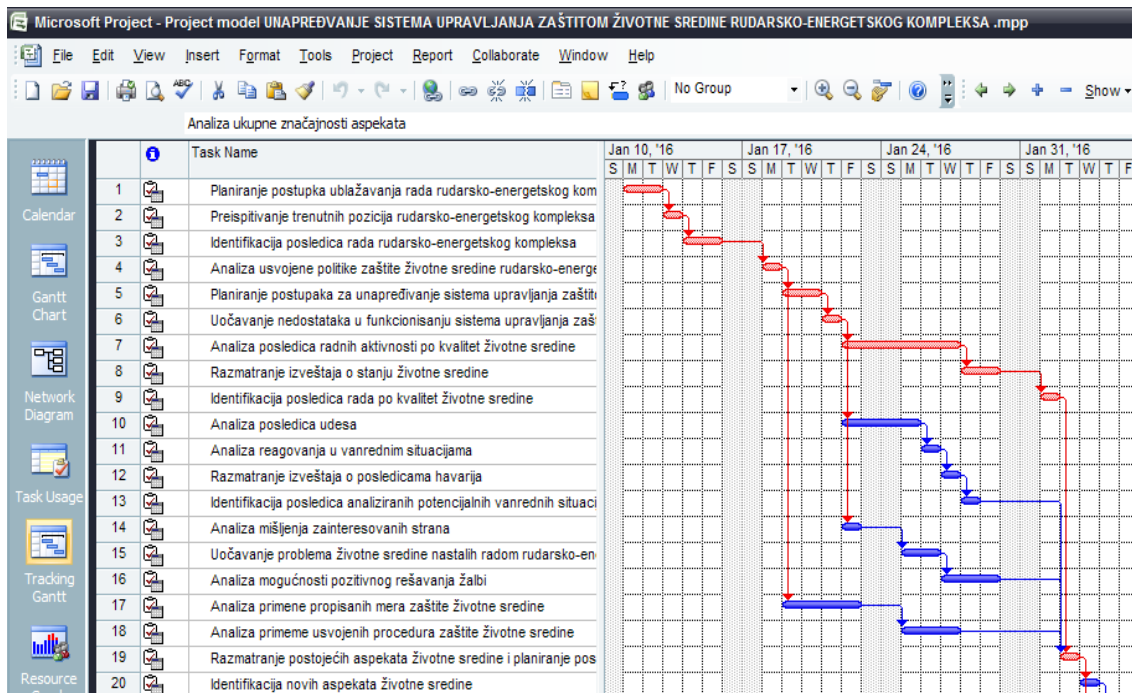 Microsoft Project - Project model UNAPREĐVANJE SISTEMA UPRAVLJANJA ZAŠTITOM ŽIVOTNE SREDINE RUDARSKO-ENERGETSKOG KOMPLEKSA .mpp
File Edit View Insert Format Tools Project Report Collaborate Window Help
ABC No Group Show
Analiza ukupne značajnosti aspekata
Task Name Jan 10, '16 Jan 17, '16 Jan 24, '16 Jan 31, '16
S M T W T F S S M T W T F S S M T W T F S S M T W T F
1 Planiranje postupka ublažavanja rada rudarsko-energetskog kom
Calendar 2 Preispitivanje trenutnih pozicija rudarsko-energetskog kompleksa
3 Identifikacija posledica rada rudarsko-energetskog kompleksa
4 Analiza usvojene politike zaštite životne sredine rudarsko-energe
Gantt Chart 5 Planiranje postupaka za unapređivanje sistema upravljanja zaštit
6 Uočavanje nedostataka u funkcionisanju sistema upravljanja zaš
7 Analiza posledica radnih aktivnosti po kvalitet životne sredine
8 Razmatranje izveštaja o stanju životne sredine
Network Diagram 9 Identifikacija posledica rada po kvalitet životne sredine
10 Analiza posledica udesa
11 Analiza reagovanja u vanrednim situacijama
12 Razmatranje izveštaja o posledicama havarija
Task Usage 13 Identifikacija posledica analiziranih potencijalnih vanrednih situaci
14 Analiza mišljenja zainteresovanih strana
15 Uočavanje problema životne sredine nastalih radom rudarsko-en
Tracking Gantt 16 Analiza mogućnosti pozitivnog rešavanja žalbi
17 Analiza primene propisanih mera zaštite životne sredine
18 Analiza primeme usvojenih procedura zaštite životne sredine
19 Razmatranje postojećih aspekata životne sredine i planiranje pos
Resource 20 Identifikacija novih aspekata životne sredine